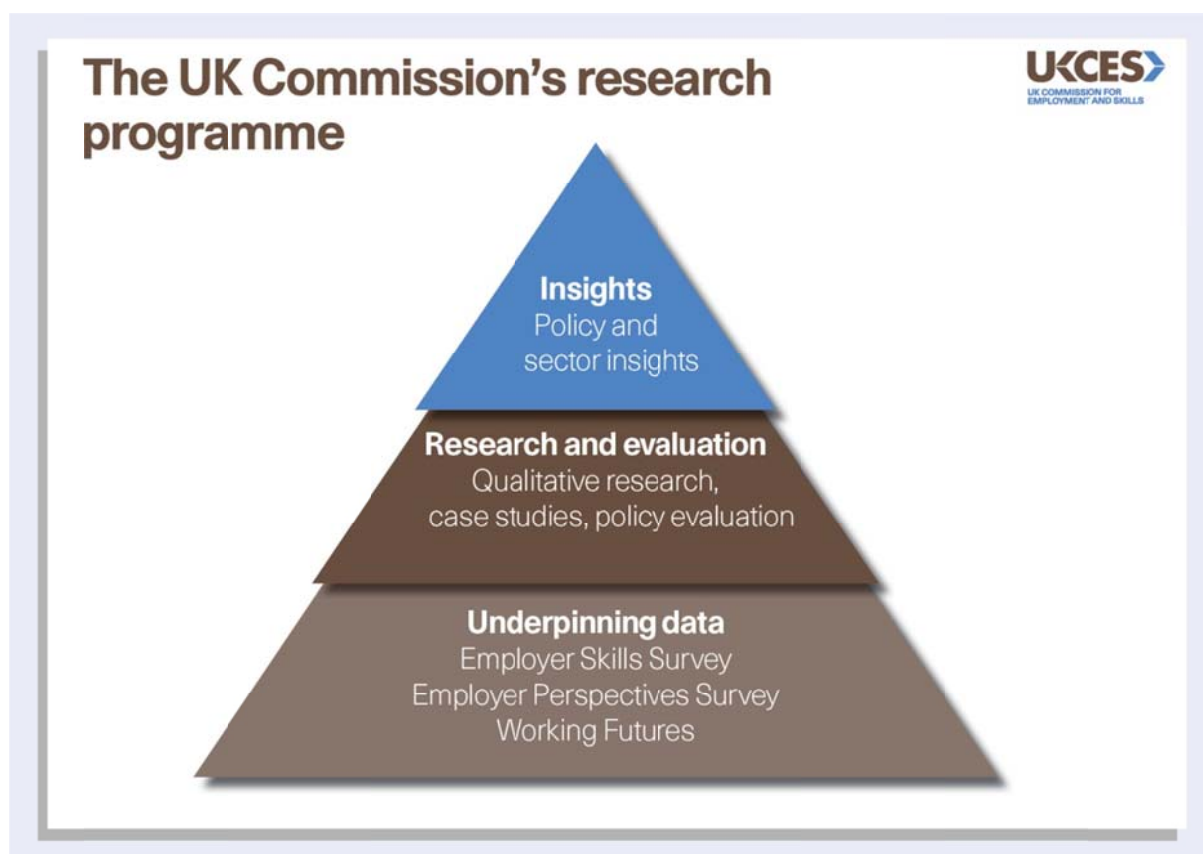 The UK Commission's research
programme
UKCES
UK COMMISSION FOR
EMPLOYMENT AND SKILLS
Insights
Policy and
sector insights
Research and evaluation
Qualitative research,
case studies, policy evaluation
Underpinning data
Employer Skills Survey
Employer Perspectives Survey
Working Futures